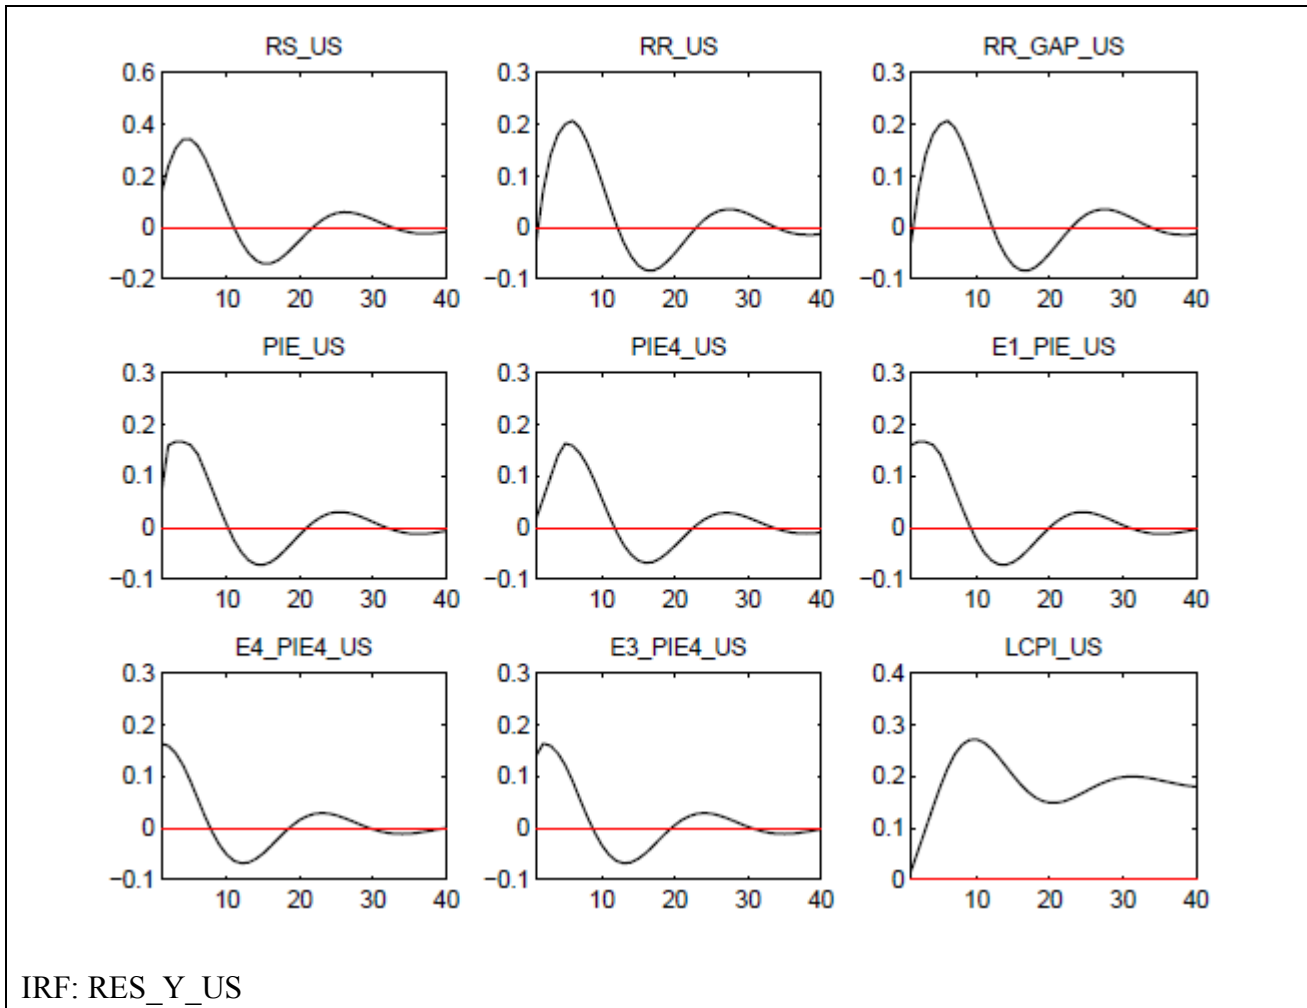 RS_US RR_US RR_GAP_US
0.6 0.3 0.3
0.4 0.2 0.2
0.2 0.1 0.1
0 0 0
−0.2 −0.1 −0.1
10 20 30 40 10 20 30 40 10 20 30 40
PIE_US PIE4_US E1_PIE_US
0.3 0.3 0.3
0.2 0.2 0.2
0.1 0.1 0.1
0 0 0
−0.1 −0.1 −0.1
10 20 30 40 10 20 30 40 10 20 30 40
E4_PIE4_US E3_PIE4_US LCPI_US
0.3 0.3 0.4
0.2 0.2 0.3
0.1 0.1 0.2
0 0 0.1
−0.1 −0.1 0
10 20 30 40 10 20 30 40 10 20 30 40
IRF: RES_Y_US